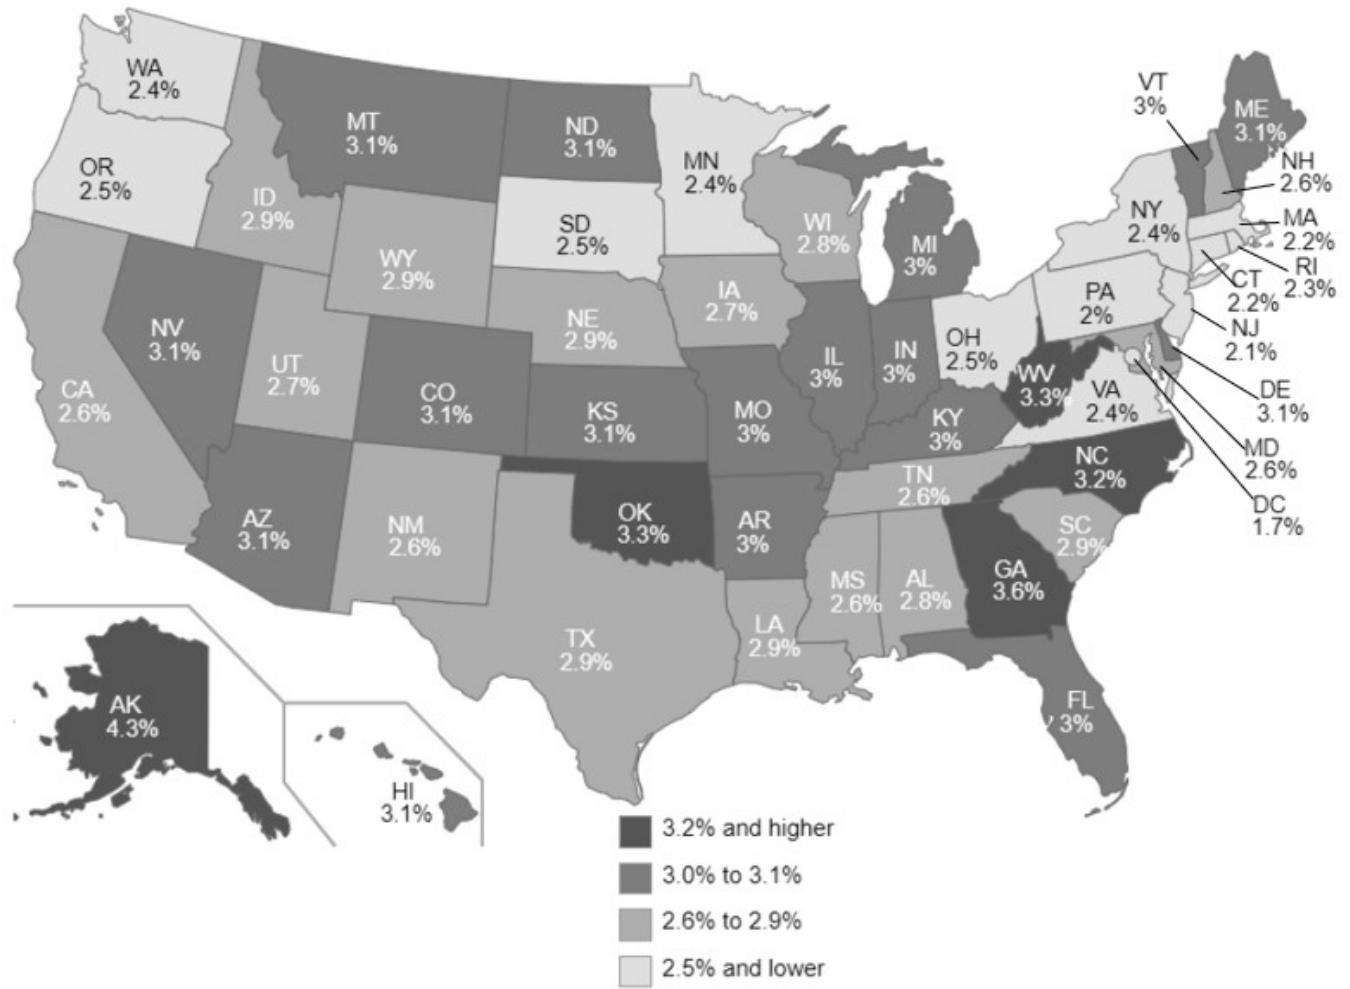 WA
2.4%
OR
2.5%
CA
2.6%
NV
3.1%
ID
2.9%
MT
3.1%
WY
2.9%
UT
2.7%
AZ
3.1%
CO
3.1%
NM
2.6%
ND
3.1%
SD
2.5%
NE
2.9%
KS
3.1%
OK
3.3%
TX
2.9%
MN
2.4%
IA
2.7%
MO
3%
AR
3%
LA
2.9%
WI
2.8%
IL
3%
MI
3%
IN
3%
OH
2.5%
KY
3%
TN
2.6%
MS
2.6%
AL
2.8%
GA
3.6%
FL
3%
SC
2.9%
NC
3.2%
VA
2.4%
WV
3.3%
PA
2%
NY
2.4%
VT
3%
ME
3.1%
NH
2.6%
MA
2.2%
RI
2.3%
CT
2.2%
NJ
2.1%
DE
3.1%
MD
2.6%
DC
1.7%
AK
4.3%
HI
3.1%
3.2% and higher
3.0% to 3.1%
2.6% to 2.9%
2.5% and lower